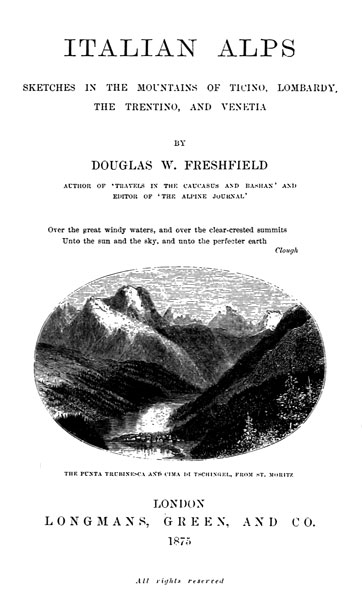 ITALIAN ALPS
SKETCHES IN THE MOUNTAINS OF TICINO, LOMBARDY,
THE TRENTINO, AND VENETIA
BY
DOUGLAS W. FRESHFIELD
AUTHOR OF 'TRAVELS IN THE CAUCASUS AND BASHAN' AND
EDITOR OF 'THE ALPINE JOURNAL'
Over the great windy waters, and over the clear-crested summits
Unto the sun and the sky, and unto the perfecter earth
Clough
THE PUNTA TRUBINESCA AND CIMA DI TSCHINGEL, FROM ST. MORITZ
LONDON
LONGMANS, GREEN, AND CO.
1875
All rights reserved